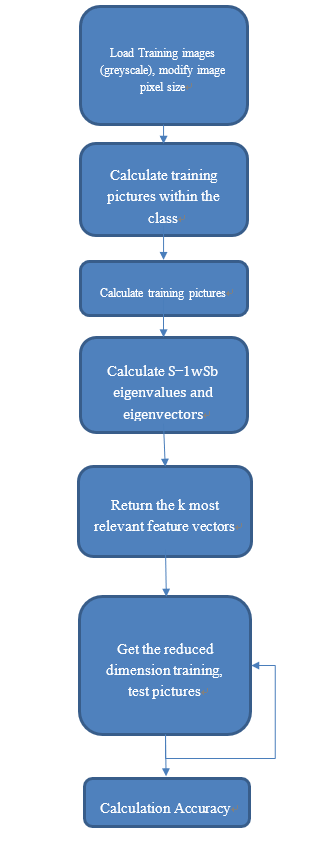 Load Training images
(greyscale), modify image
pixel size
Calculate training
pictures within the
class
Calculate training pictures
Calculate S−1wSb
eigenvalues and
eigenvectors
Return the k most
relevant feature vectors
Get the reduced
dimension training,
test pictures
Calculation Accuracy